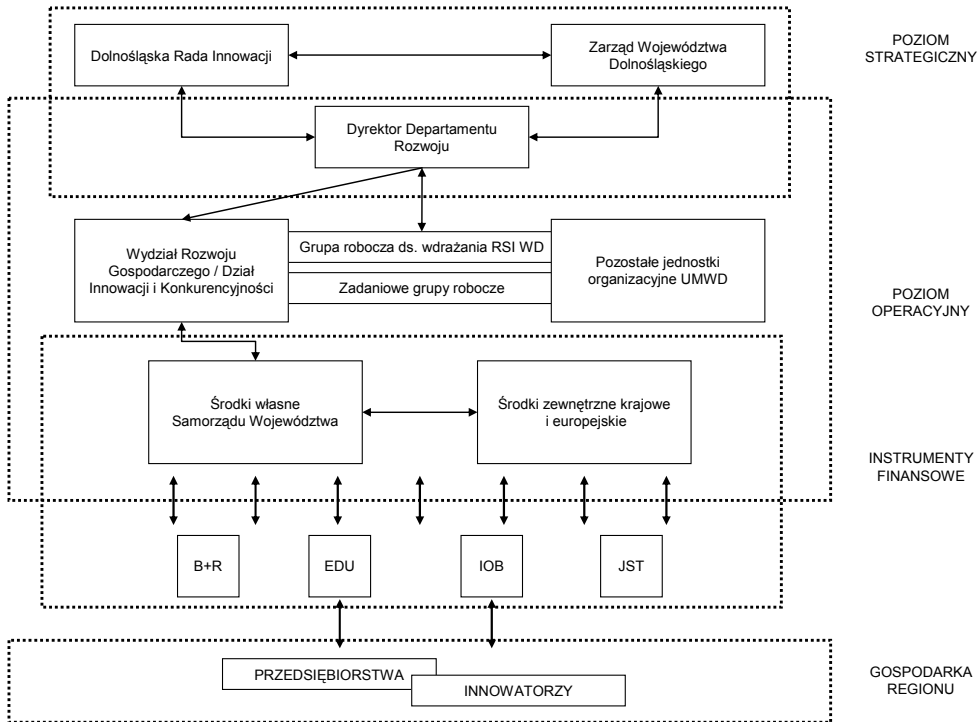 Dolnośląska Rada Innowacji
Zarząd Województwa
Dolnośląskiego
POZIOM
STRATEGICZNY
Dyrektor Departamentu
Rozwoju
Wydział Rozwoju
Gospodarczego / Dział
Innowacji i Konkurencyjności
Grupa robocza ds. wdrażania RSI WD
Zadaniowe grupy robocze
Pozostałe jednostki
organizacyjne UMWD
POZIOM
OPERACYJNY
Środki własne
Samorządu Województwa
Środki zewnętrzne krajowe
i europejskie
INSTRUMENTY
FINANSOWE
B+R
EDU
IOB
JST
PRZEDSIĘBIORSTWA
INNOWATORZY
GOSPODARKA
REGIONU